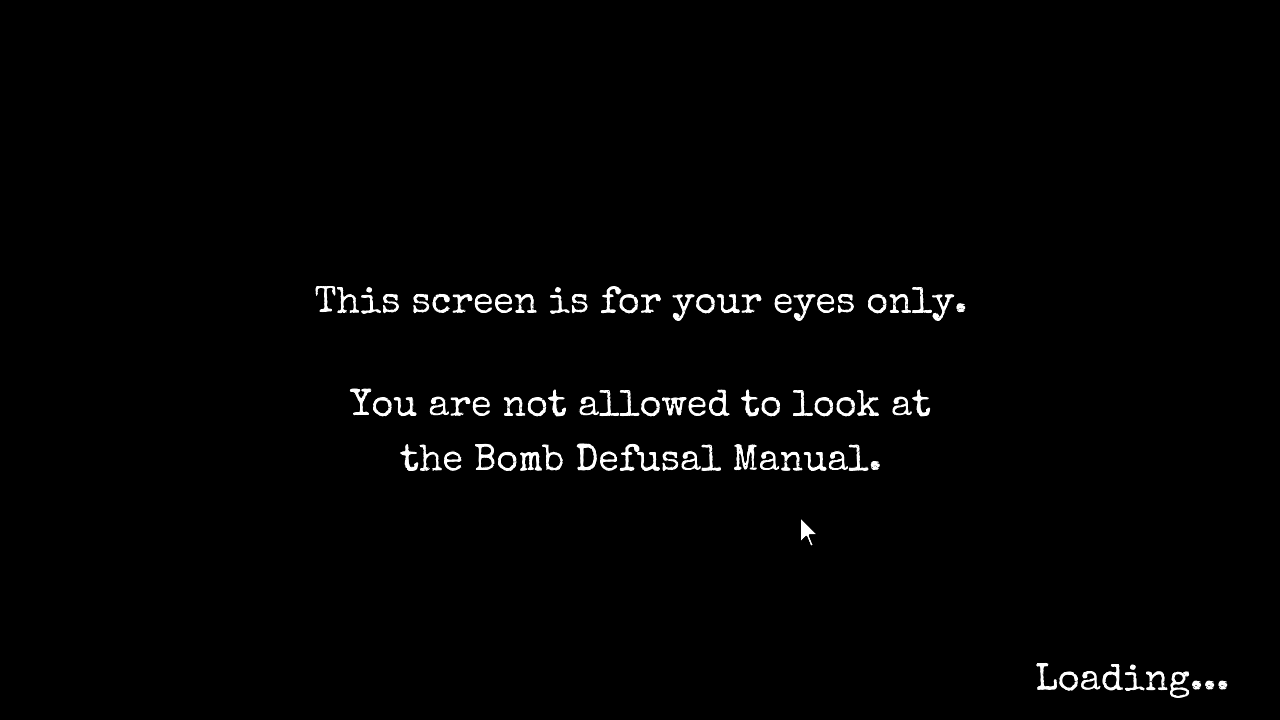 This screen is for your eyes only.
You are not allowed to look at
the Bomb Defusal Manual.
Loading...